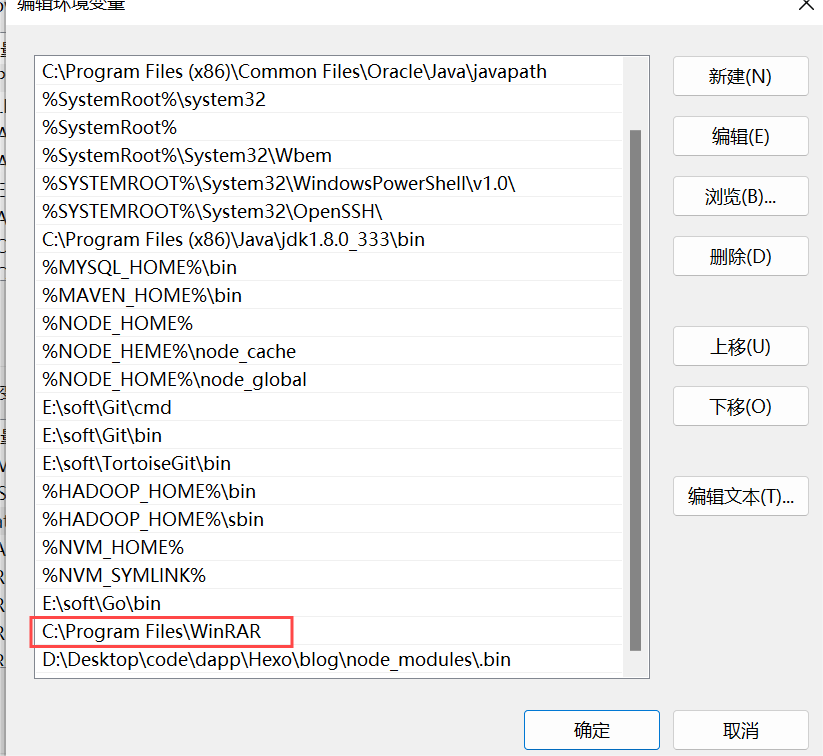 编辑环境变量
C:\Program Files (x86)\Common Files\Oracle\Java\javapath
%SystemRoot%\system32
%SystemRoot%
%SystemRoot%\System32\Wbem
%SYSTEMROOT%\System32\WindowsPowerShell\v1.0\
%SYSTEMROOT%\System32\OpenSSH\
C:\Program Files (x86)\Java\jdk1.8.0_333\bin
%MYSQL_HOME%\bin
%MAVEN_HOME%\bin
%NODE_HOME%
%NODE_HEME%\node_cache
%NODE_HOME%\node_global
E:\soft\Git\cmd
E:\soft\Git\bin
E:\soft\TortoiseGit\bin
%HADOOP_HOME%\bin
%HADOOP_HOME%\sbin
%NVM_HOME%
%NVM_SYMLINK%
E:\soft\Go\bin
C:\Program Files\WinRAR
D:\Desktop\code\dapp\Hexo\blog\node_modules\.bin
新建(N)
编辑(E)
浏览(B)...
删除(D)
上移(U)
下移(O)
编辑文本(T)...
确定
取消